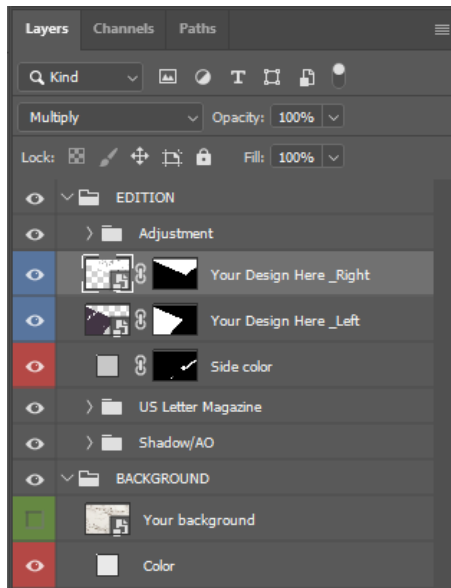 Layers Channels Paths
Kind
Multiply Opacity: 100%
Lock: Fill: 100%
EDITION
Adjustment
Your Design Here _Right
Your Design Here _Left
Side color
US Letter Magazine
Shadow/AO
BACKGROUND
Your background
Color